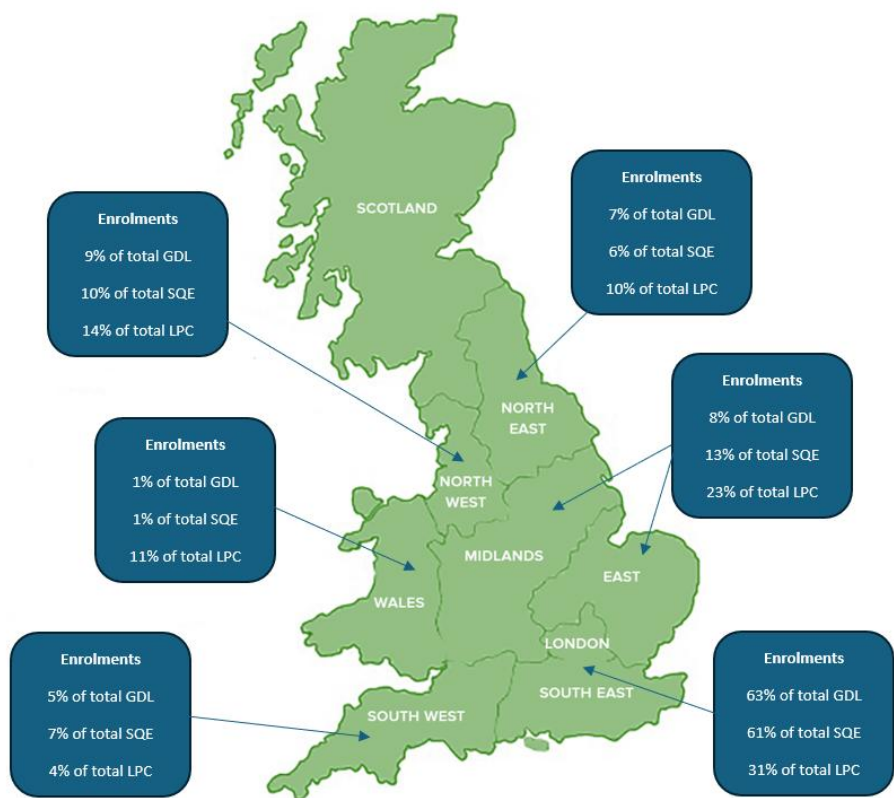 SCOTLAND
Enrolments
7% of total GDL
6% of total SQE
10% of total LPC
Enrolments
9% of total GDL
10% of total SQE
14% of total LPC
NORTH
EAST
Enrolments
8% of total GDL
13% of total SQE
23% of total LPC
NORTH
WEST
Enrolments
1% of total GDL
1% of total SQE
11% of total LPC
MIDLANDS
EAST
WALES
LONDON
Enrolments
5% of total GDL
7% of total SQE
4% of total LPC
SOUTH WEST
SOUTH EAST
Enrolments
63% of total GDL
61% of total SQE
31% of total LPC